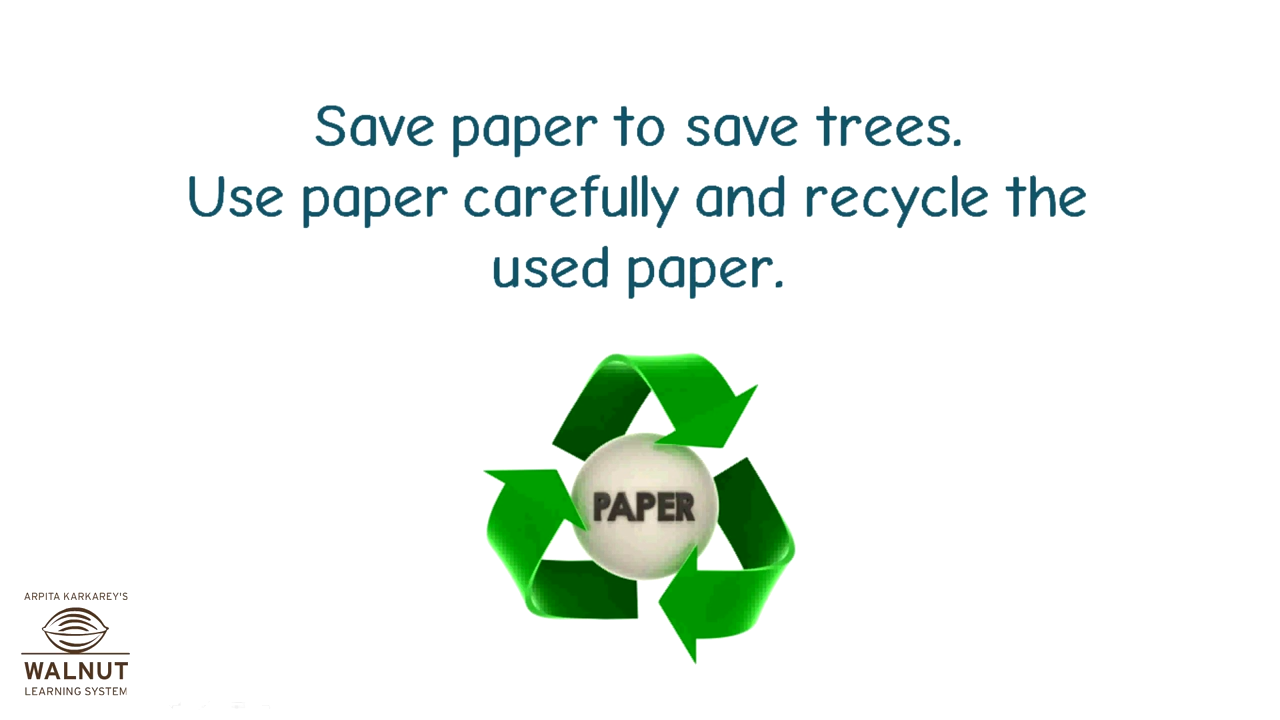 Save paper to save trees.
Use paper carefully and recycle the
used paper.
PAPER
ARPITA KARKAREY'S
WALNUT
LEARNING SYSTEM